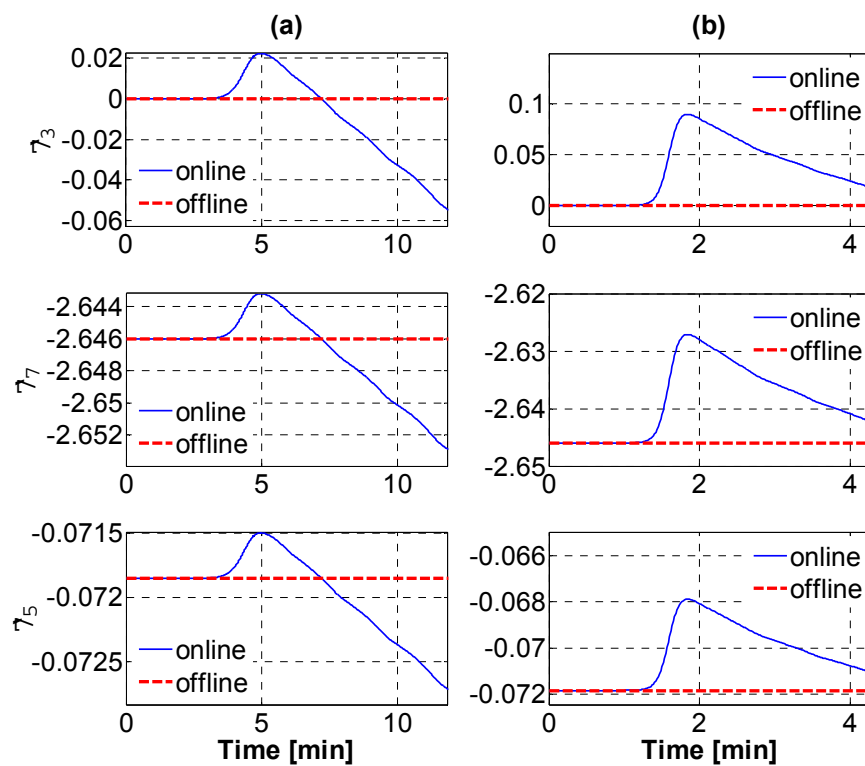 (a) (b)
0.02
0
-0.02
-0.04
-0.06
online
offline
0 5 10
0.1
0.05
0
online
offline
0 2 4
-2.644
-2.646
-2.648
-2.65
-2.652
online
offline
0 5 10
-2.62
-2.63
-2.64
-2.65
online
offline
0 2 4
-0.0715
-0.072
-0.0725
online
offline
0 5 10
Time [min]
-0.066
-0.068
-0.07
-0.072
online
offline
0 2 4
Time [min]